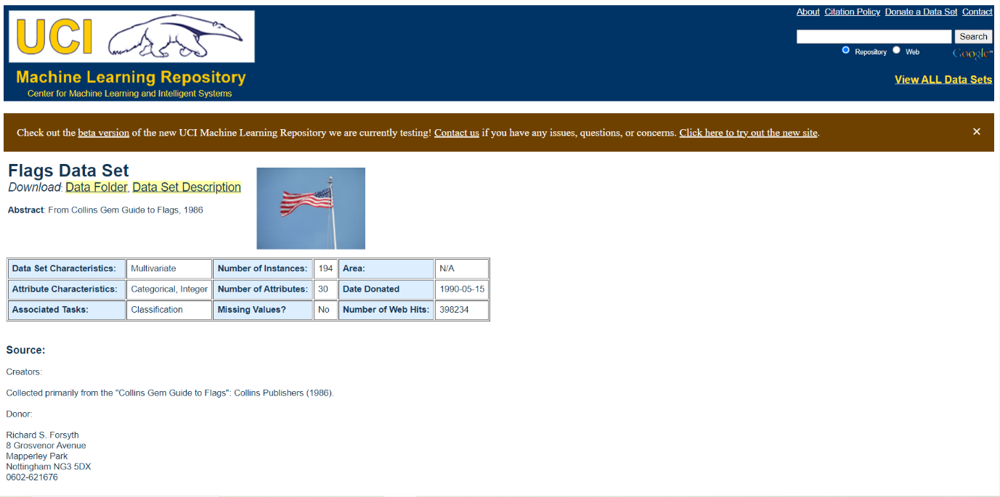 About Citation Policy Donate a Data Set Contact
UCI
Search
Repository Web Google™
Machine Learning Repository
View ALL Data Sets
Center for Machine Learning and Intelligent Systems
Check out the beta version of the new UCI Machine Learning Repository we are currently testing! Contact us if you have any issues, questions, or concerns. Click here to try out the new site. ×
Flags Data Set
Download: Data Folder, Data Set Description
Abstract: From Collins Gem Guide to Flags, 1986
Data Set Characteristics: Multivariate Number of Instances: 194 Area: N/A
Attribute Characteristics: Categorical, Integer Number of Attributes: 30 Date Donated 1990-05-15
Associated Tasks: Classification Missing Values? No Number of Web Hits: 398234
Source:
Creators:
Collected primarily from the "Collins Gem Guide to Flags": Collins Publishers (1986).
Donor:
Richard S. Forsyth
8 Grosvenor Avenue
Mapperley Park
Nottingham NG3 5DX
0602-621676